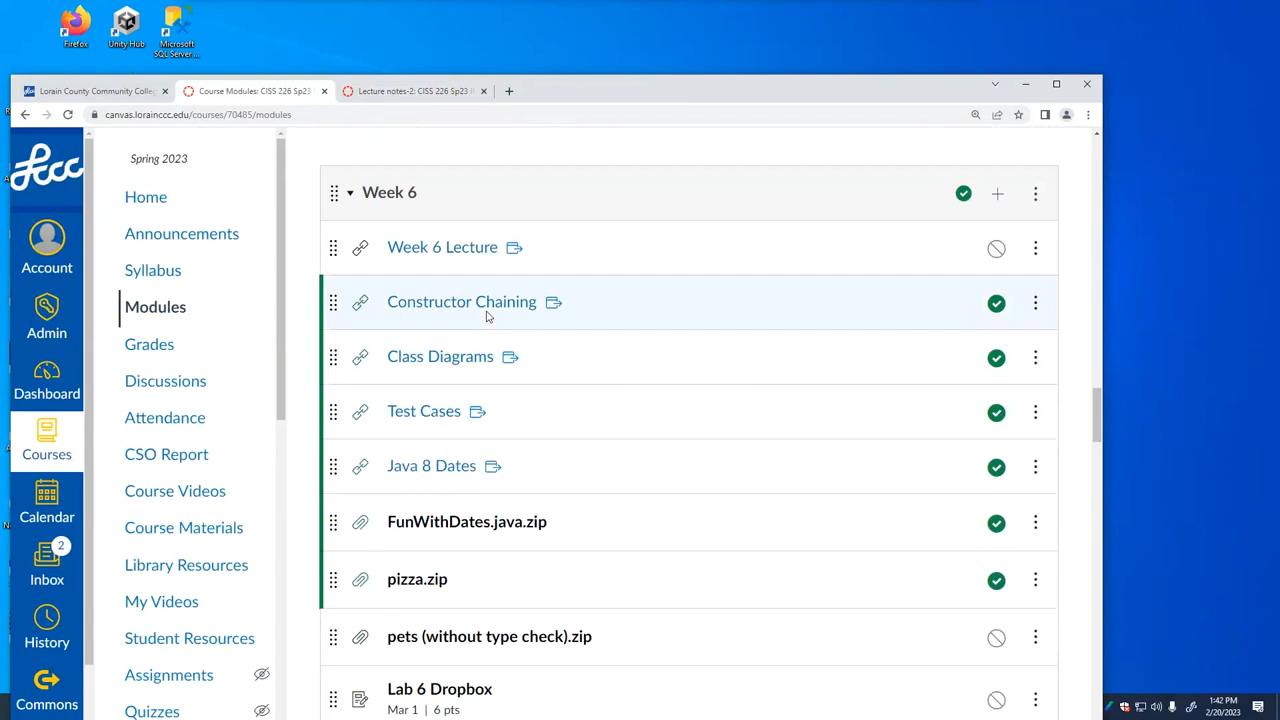 Firefox
Unity Hub
Microsoft
SQL Server ...
Lorain County Community Colleg
Course Modules: CISS 226 Sp23
Lecture notes-2: CISS 226 Sp23
canvas.lorainccc.edu/courses/70485/modules
lccc
Account
Admin
Dashboard
Courses
Calendar
2
Inbox
History
Commons
Spring 2023
Home
Announcements
Syllabus
Modules
Grades
Discussions
Attendance
CSO Report
Course Videos
Course Materials
Library Resources
My Videos
Student Resources
Assignments
Quizzes
Week 6
Week 6 Lecture
Constructor Chaining
Class Diagrams
Test Cases
Java 8 Dates
FunWithDates.java.zip
pizza.zip
pets (without type check).zip
Lab 6 Dropbox
Mar 1 | 6 pts
1:42 PM
2/20/2023